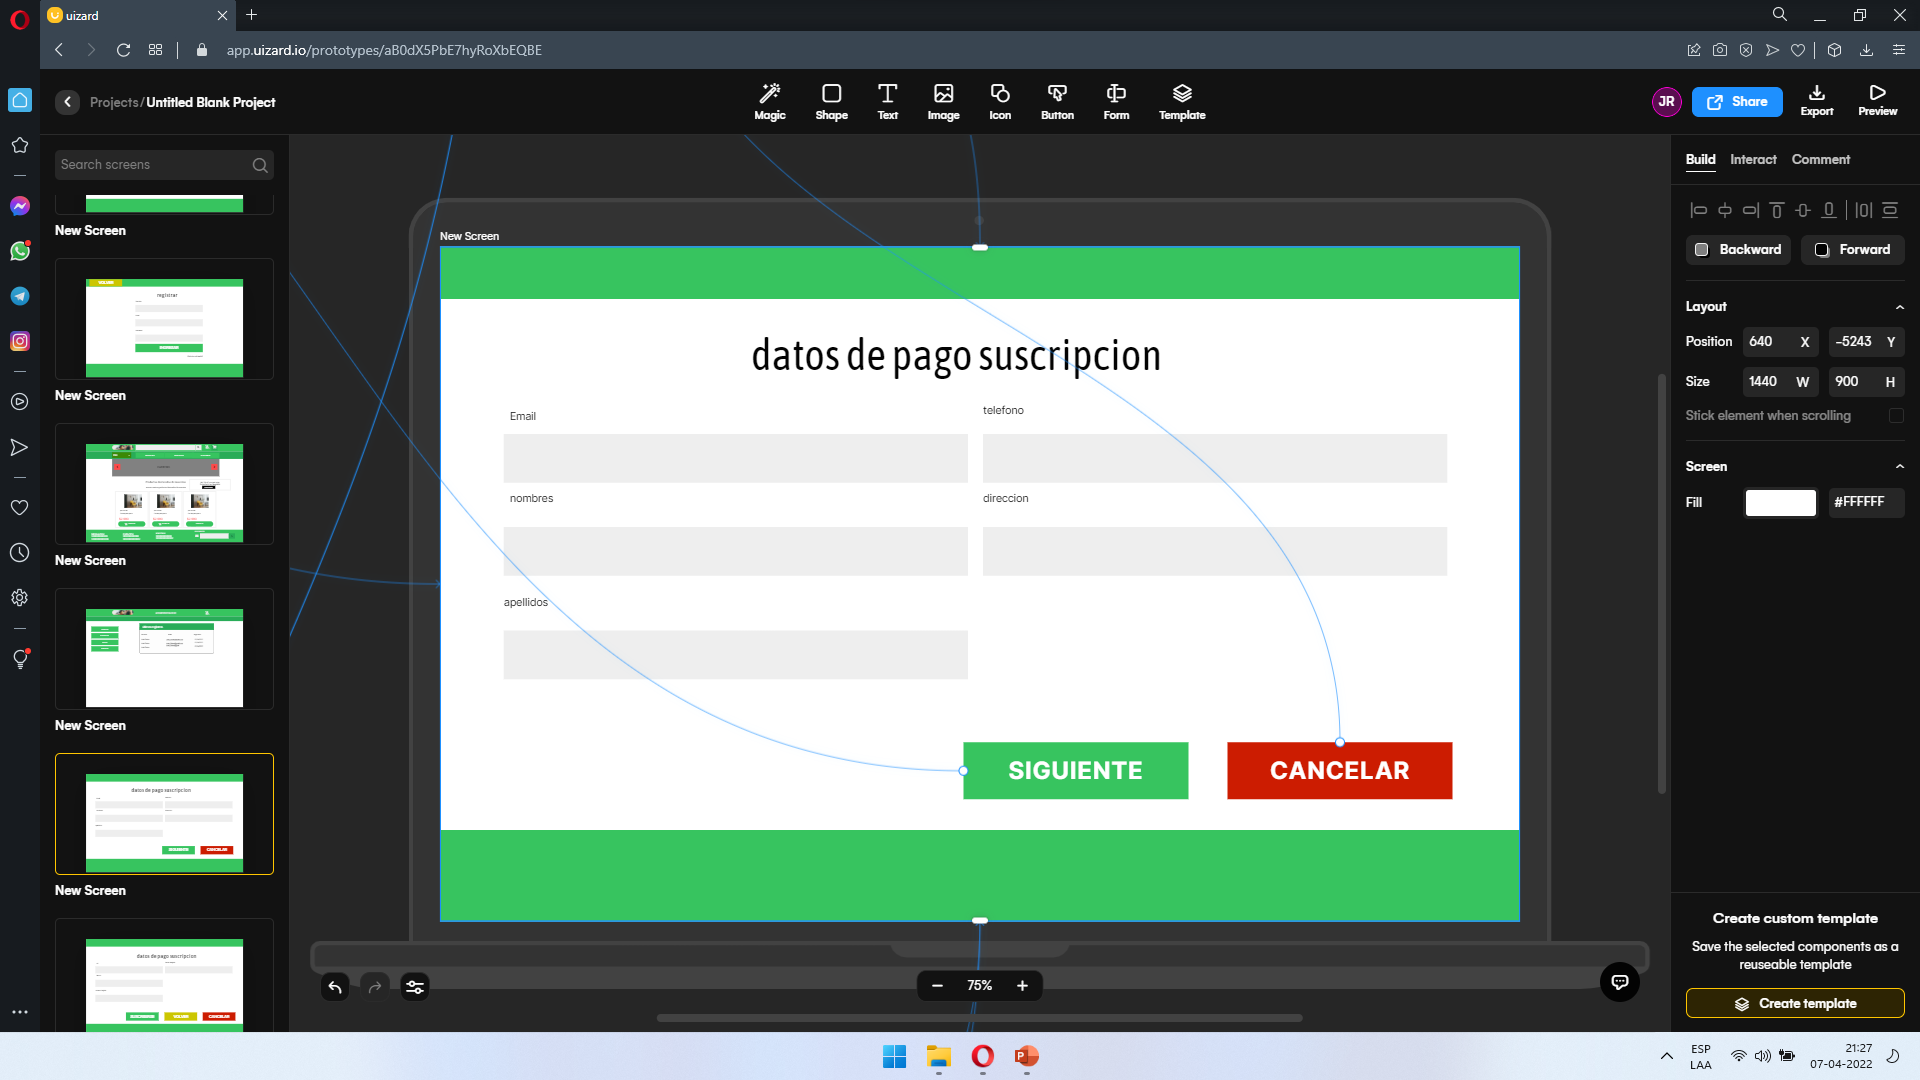 uizard
app.uizard.io/prototypes/aB0dX5PbE7hyRoXbEQBE
Projects/Untitled Blank Project
Magic
Shape
Text
Image
Icon
Button
Form
Template
JR
Share
Export
Preview
Search screens
New Screen
registrar
New Screen
New Screen
New Screen
datos de pago suscripcion
SIGUIENTE
CANCELAR
New Screen
datos de pago suscripcion
CANCELAR
New Screen
datos de pago suscripcion
Email
telefono
nombres
direccion
apellidos
SIGUIENTE
CANCELAR
75%
Build
Interact
Comment
Backward
Forward
Layout
Position
640 X
-5243 Y
Size
1440 W
900 H
Stick element when scrolling
Screen
Fill
#FFFFFF
Create custom template
Save the selected components as a
reuseable template
Create template
ESP
LAA
21:27
07-04-2022